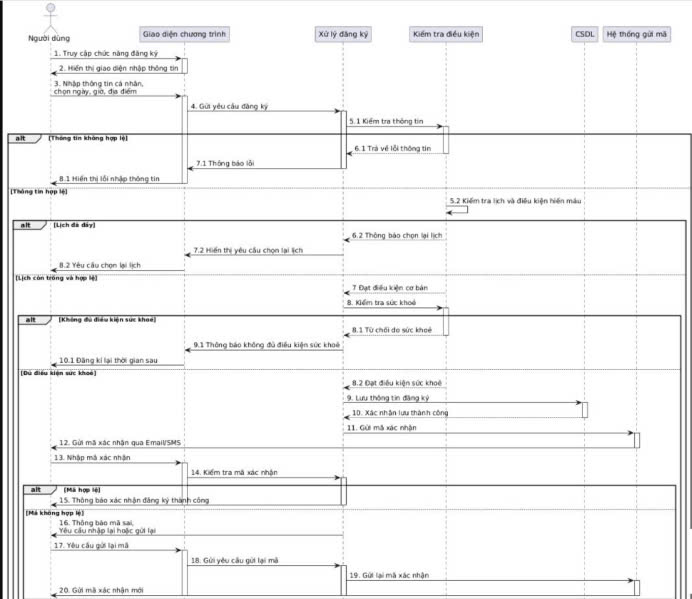 Người dùng
Giao diện chương trình
Xử lý đăng ký
Kiểm tra điều kiện
CSDL
Hệ thống gửi mã
1. Truy cập chức năng đăng ký
2. Hiển thị giao diện nhập thông tin
3. Nhập thông tin cá nhân,
chọn ngày, giờ, địa điểm
4. Gửi yêu cầu đăng ký
5.1 Kiểm tra thông tin
alt [Thông tin không hợp lệ]
6.1 Trả về lỗi thông tin
7.1 Thông báo lỗi
8.1 Hiển thị lỗi nhập thông tin
[Thông tin hợp lệ]
5.2 Kiểm tra lịch và điều kiện hiến máu
alt [Lịch đã đầy]
6.2 Thông báo chọn lại lịch
7.2 Hiển thị yêu cầu chọn lại lịch
8.2 Yêu cầu chọn lại lịch
[Lịch còn trống và hợp lệ]
7 Đạt điều kiện cơ bản
8. Kiểm tra sức khoẻ
alt [Không đủ điều kiện sức khoẻ]
8.1 Từ chối do sức khoẻ
9.1 Thông báo không đủ điều kiện sức khoẻ
10.1 Đăng kí lại thời gian sau
[Đủ điều kiện sức khoẻ]
8.2 Đạt điều kiện sức khoẻ
9. Lưu thông tin đăng ký
10. Xác nhận lưu thành công
11. Gửi mã xác nhận
12. Gửi mã xác nhận qua Email/SMS
13. Nhập mã xác nhận
14. Kiểm tra mã xác nhận
alt [Mã hợp lệ]
15. Thông báo xác nhận đăng ký thành công
[Mã không hợp lệ]
16. Thông báo mã sai,
Yêu cầu nhập lại hoặc gửi lại
17. Yêu cầu gửi lại mã
18. Gửi yêu cầu gửi lại mã
19. Gửi lại mã xác nhận
20. Gửi mã xác nhận mới